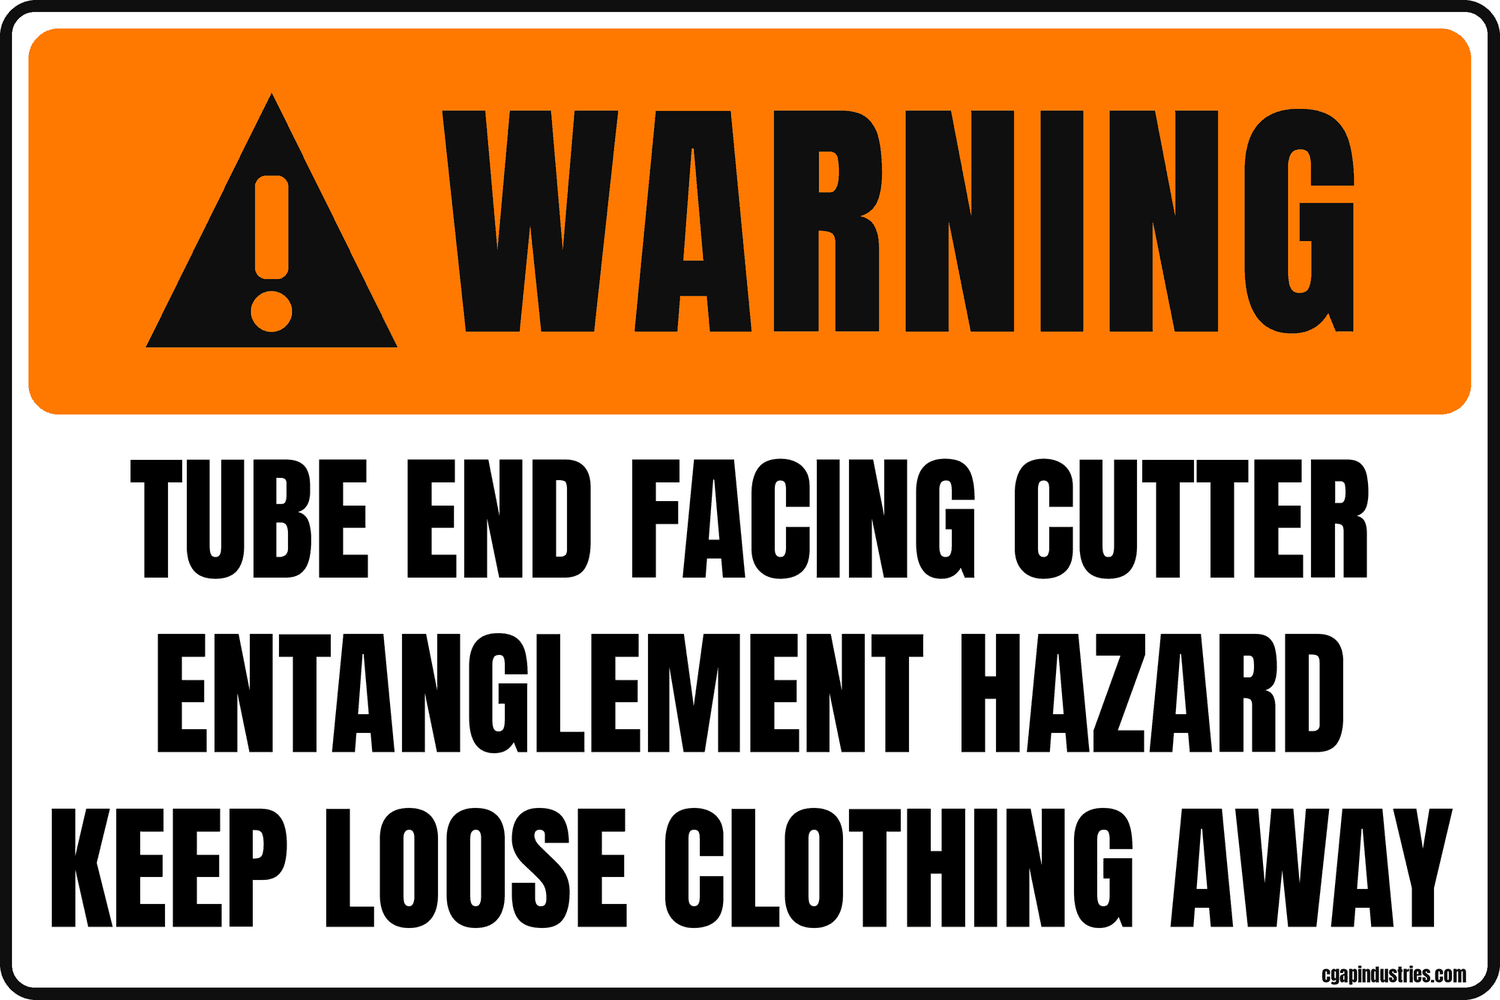 WARNING
TUBE END FACING CUTTER
ENTANGLEMENT HAZARD
KEEP LOOSE CLOTHING AWAY
cgapindustries.com